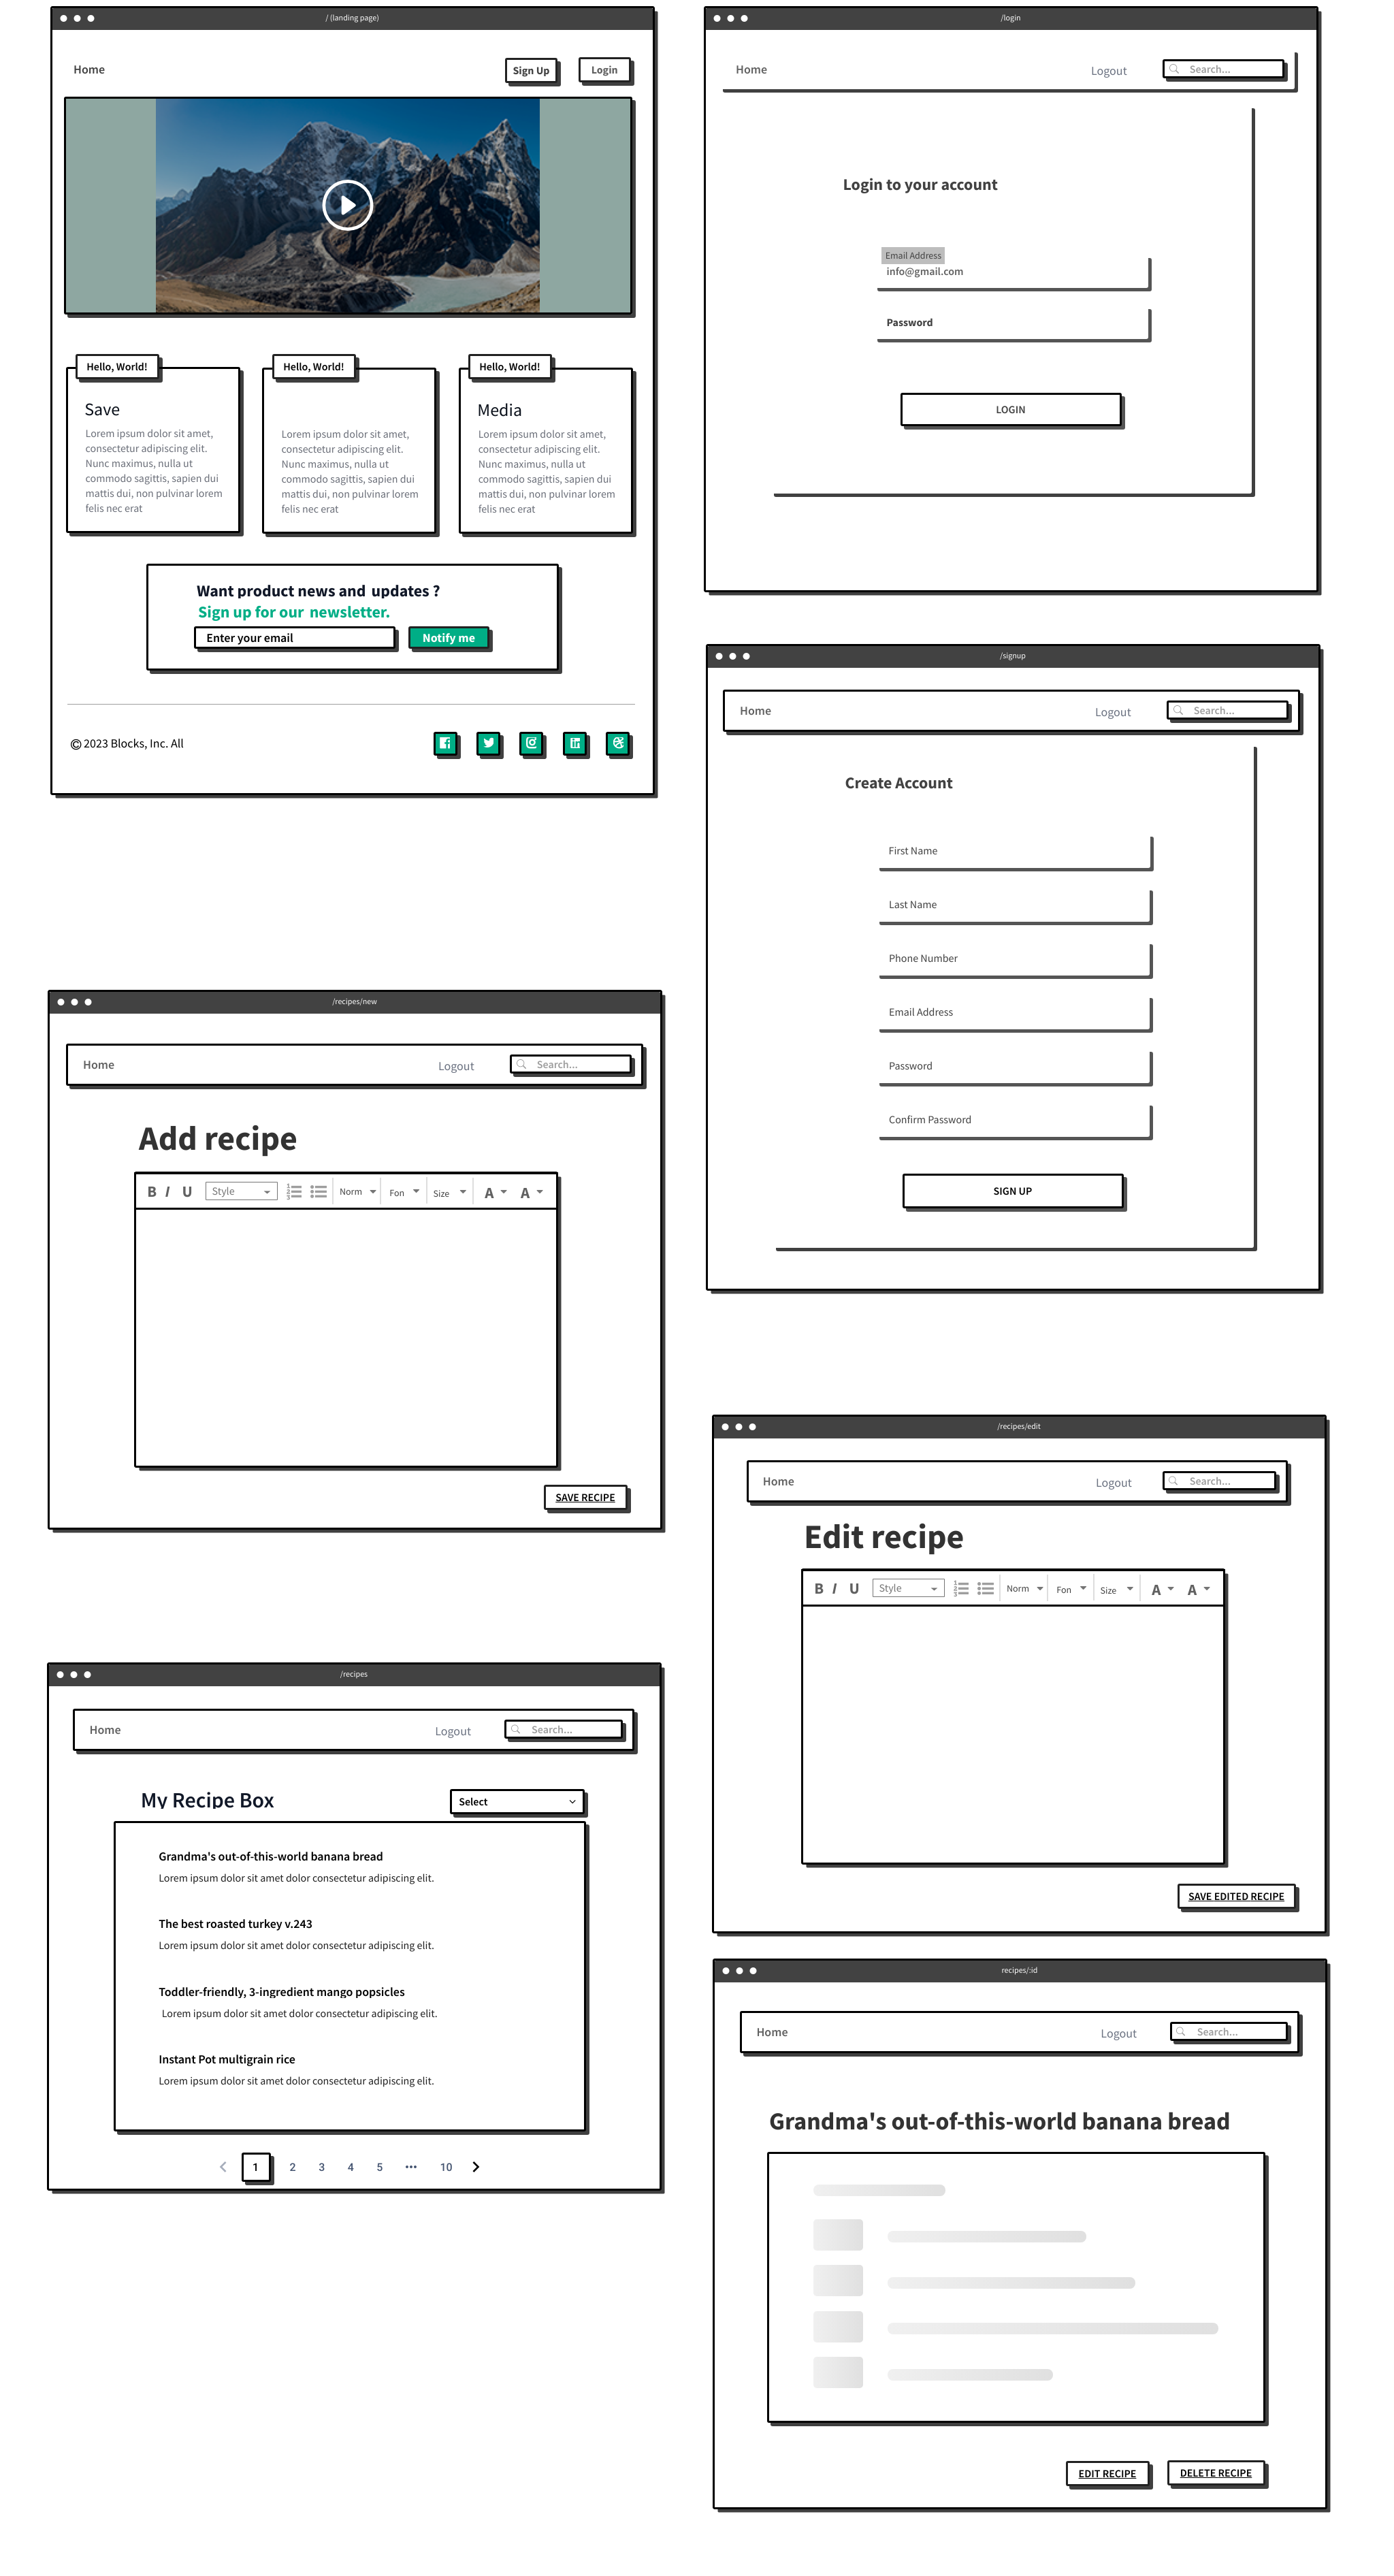 / (landing page)
Home
Sign Up
Login
Hello, World!
Hello, World!
Hello, World!
Save
Lorem ipsum dolor sit amet,
consectetur adipiscing elit.
Nunc maximus, nulla ut
commodo sagittis, sapien dui
mattis dui, non pulvinar lorem
felis nec erat
Lorem ipsum dolor sit amet,
consectetur adipiscing elit.
Nunc maximus, nulla ut
commodo sagittis, sapien dui
mattis dui, non pulvinar lorem
felis nec erat
Media
Lorem ipsum dolor sit amet,
consectetur adipiscing elit.
Nunc maximus, nulla ut
commodo sagittis, sapien dui
mattis dui, non pulvinar lorem
felis nec erat
Want product news and updates ?
Sign up for our newsletter.
Enter your email
Notify me
© 2023 Blocks, Inc. All
/login
Home
Logout
Search...
Login to your account
Email Address
info@gmail.com
Password
LOGIN
/signup
Home
Logout
Search...
Create Account
First Name
Last Name
Phone Number
Email Address
Password
Confirm Password
SIGN UP
/recipes/new
Home
Logout
Search...
Add recipe
B I U Style Norm Fon Size A A
SAVE RECIPE
/recipes/edit
Home
Logout
Search...
Edit recipe
B I U Style Norm Fon Size A A
SAVE EDITED RECIPE
/recipes
Home
Logout
Search...
My Recipe Box
Select
Grandma's out-of-this-world banana bread
Lorem ipsum dolor sit amet dolor consectetur adipiscing elit.
The best roasted turkey v.243
Lorem ipsum dolor sit amet dolor consectetur adipiscing elit.
Toddler-friendly, 3-ingredient mango popsicles
Lorem ipsum dolor sit amet dolor consectetur adipiscing elit.
Instant Pot multigrain rice
Lorem ipsum dolor sit amet dolor consectetur adipiscing elit.
1 2 3 4 5 ••• 10
recipes/:id
Home
Logout
Search...
Grandma's out-of-this-world banana bread
EDIT RECIPE
DELETE RECIPE